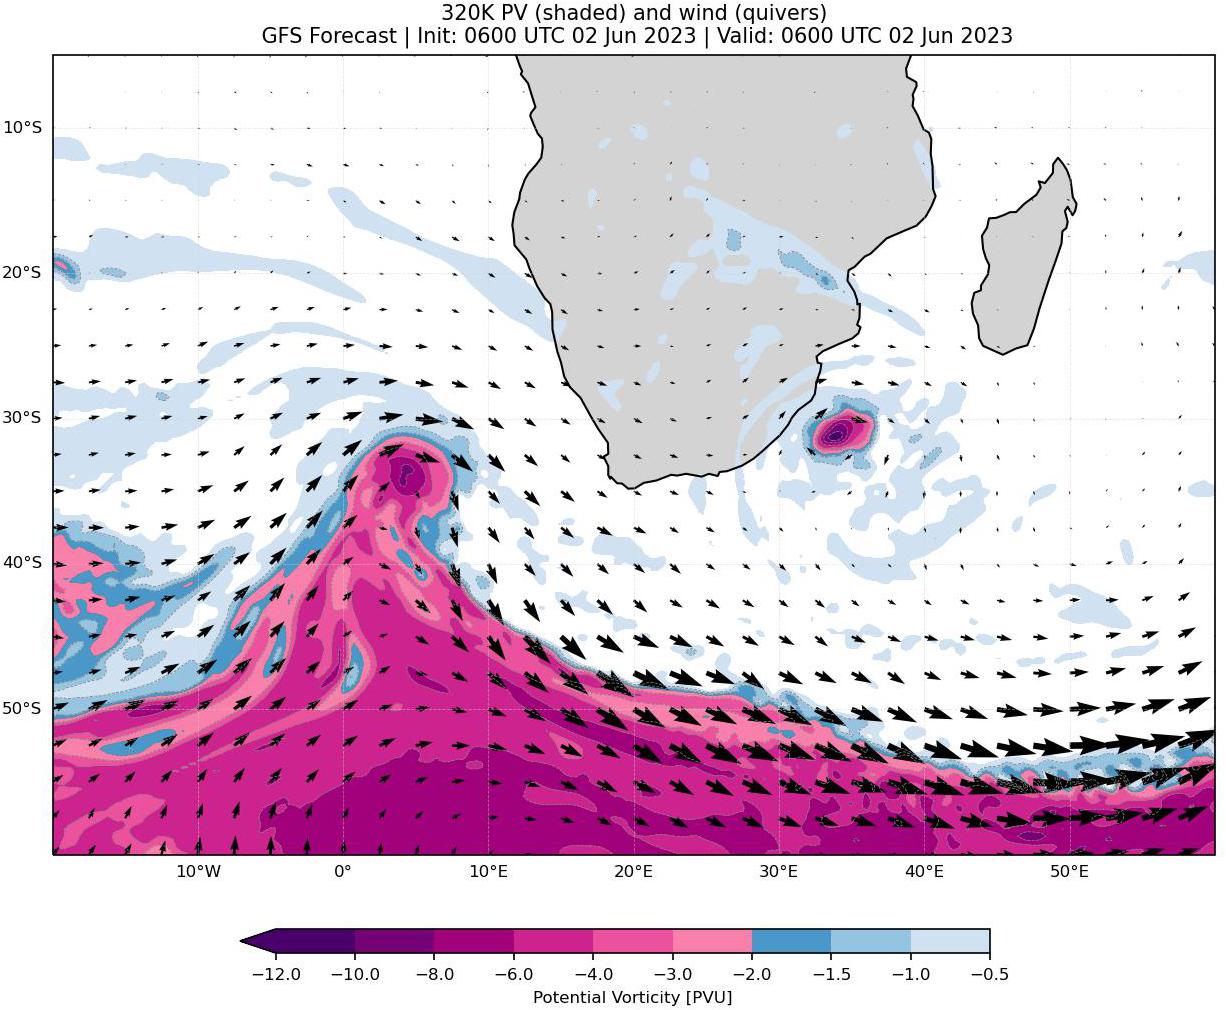 320K PV (shaded) and wind (quivers)
GFS Forecast | Init: 0600 UTC 02 Jun 2023 | Valid: 0600 UTC 02 Jun 2023
10°S
20°S
30°S
40°S
50°S
10°W 0° 10°E 20°E 30°E 40°E 50°E
−12.0 −10.0 −8.0 −6.0 −4.0 −3.0 −2.0 −1.5 −1.0 −0.5
Potential Vorticity [PVU]